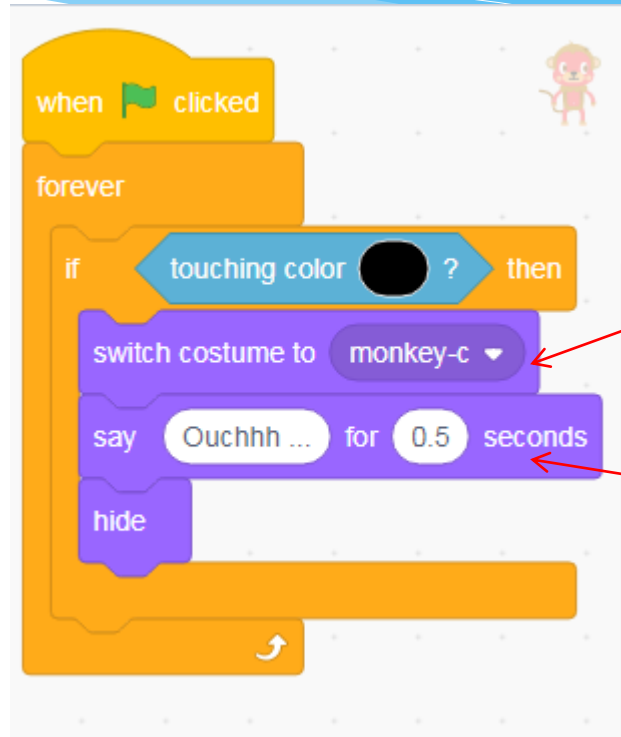 when clicked
forever
if touching color ? then
switch costume to monkey-c
say Ouchhh ... for 0.5 seconds
hide